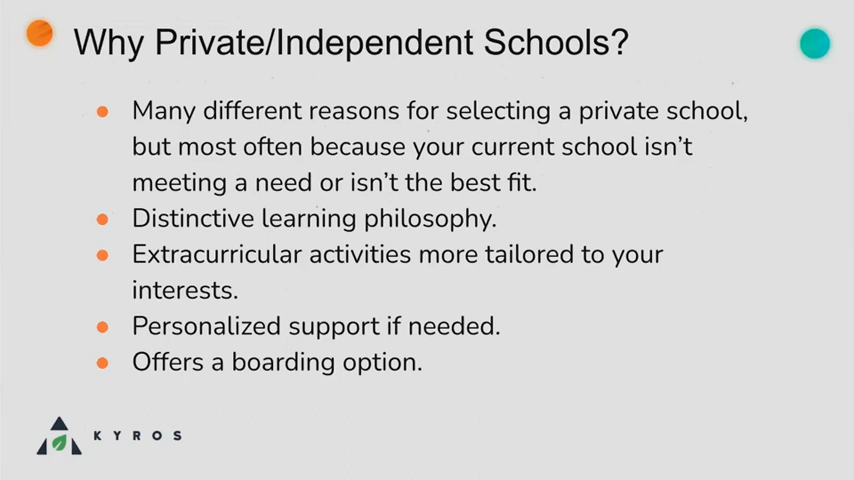 Why Private/Independent Schools?
• Many different reasons for selecting a private school,
but most often because your current school isn't
meeting a need or isn't the best fit.
• Distinctive learning philosophy.
• Extracurricular activities more tailored to your
interests.
• Personalized support if needed.
• Offers a boarding option.
KYROS